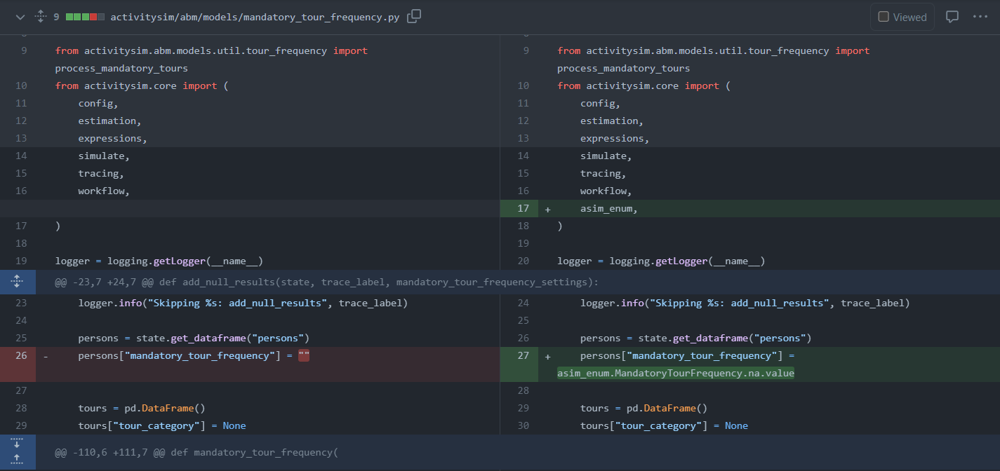 9 activitysim/abm/models/mandatory_tour_frequency.py Viewed
9 from activitysim.abm.models.util.tour_frequency import
process_mandatory_tours
10 from activitysim.core import (
11 config,
12 estimation,
13 expressions,
14 simulate,
15 tracing,
16 workflow,
17 )
18
19 logger = logging.getLogger(__name__)
@@ -23,7 +24,7 @@ def add_null_results(state, trace_label, mandatory_tour_frequency_settings):
23 logger.info("Skipping %s: add_null_results", trace_label)
24
25 persons = state.get_dataframe("persons")
26 - persons["mandatory_tour_frequency"] = ""
27
28 tours = pd.DataFrame()
29 tours["tour_category"] = None
9 from activitysim.abm.models.util.tour_frequency import
process_mandatory_tours
10 from activitysim.core import (
11 config,
12 estimation,
13 expressions,
14 simulate,
15 tracing,
16 workflow,
17 + asim_enum,
18 )
19
20 logger = logging.getLogger(__name__)
24 logger.info("Skipping %s: add_null_results", trace_label)
25
26 persons = state.get_dataframe("persons")
27 + persons["mandatory_tour_frequency"] =
asim_enum.MandatoryTourFrequency.na.value
28
29 tours = pd.DataFrame()
30 tours["tour_category"] = None
@@ -110,6 +111,7 @@ def mandatory_tour_frequency(